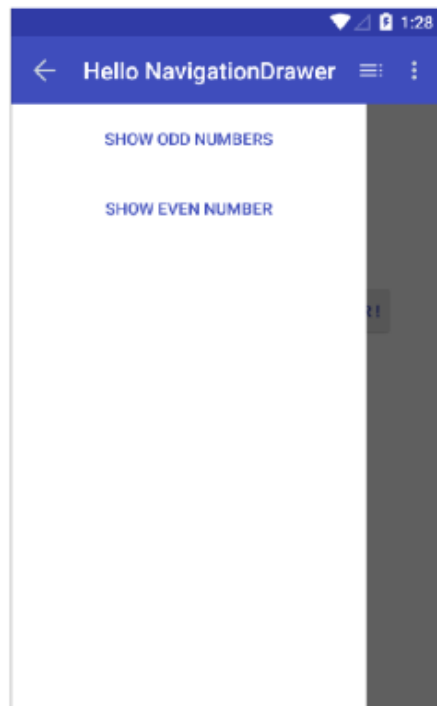 1:28
Hello NavigationDrawer
SHOW ODD NUMBERS
SHOW EVEN NUMBER
R!